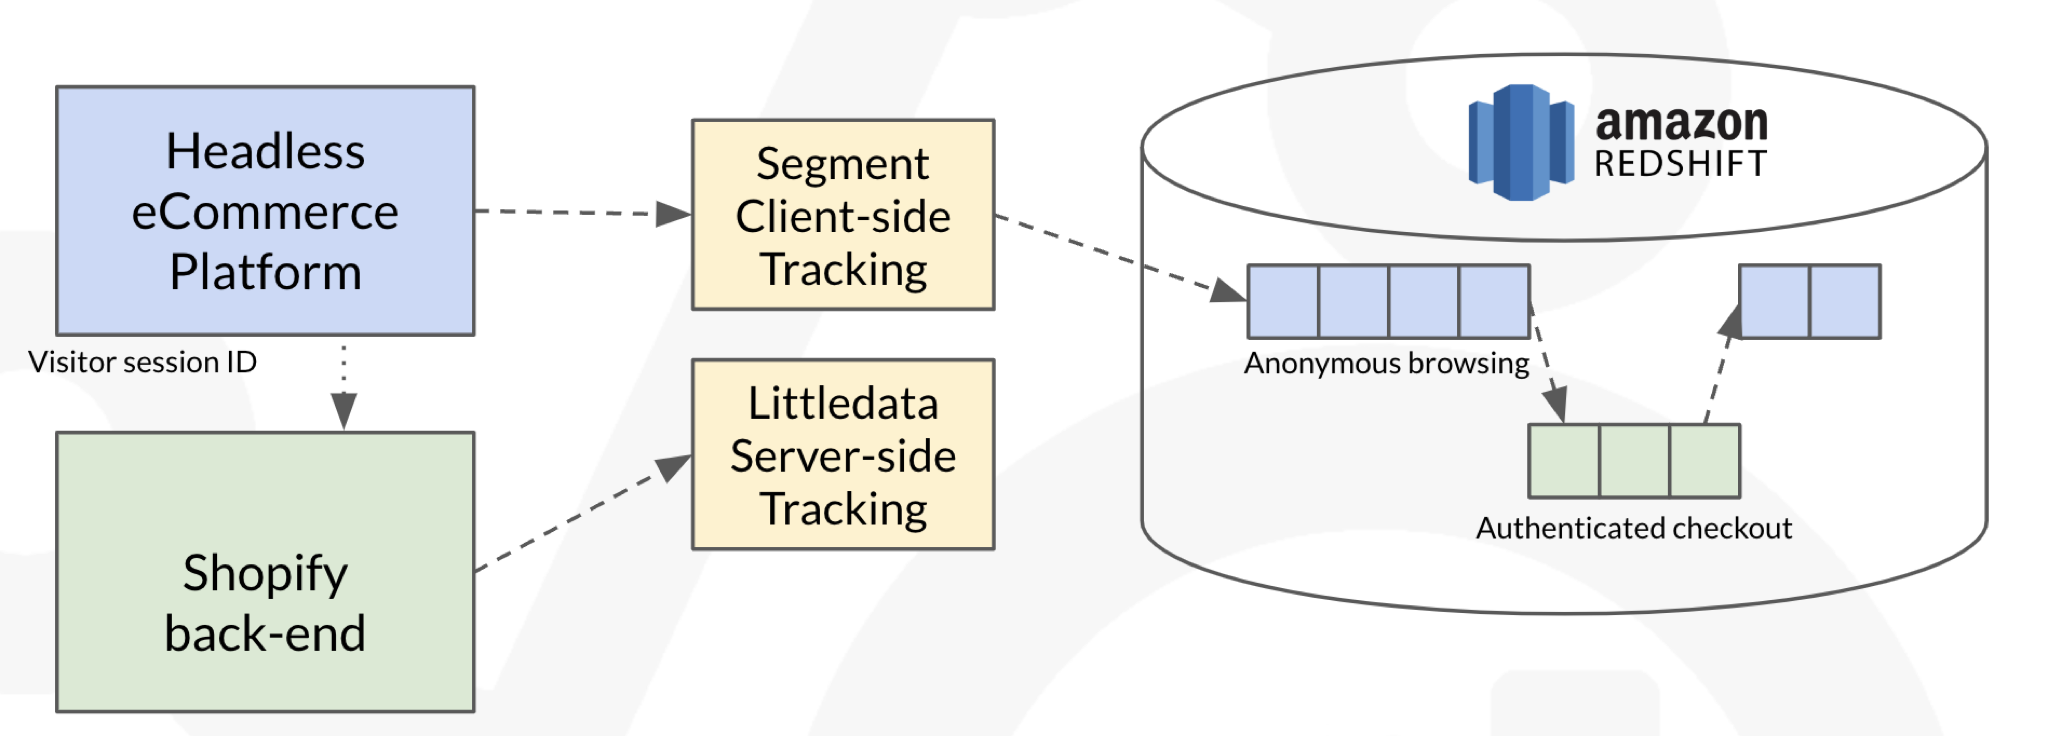 Headless
eCommerce
Platform
Visitor session ID
Shopify
back-end
Segment
Client-side
Tracking
Littledata
Server-side
Tracking
amazon
REDSHIFT
Anonymous browsing
Authenticated checkout